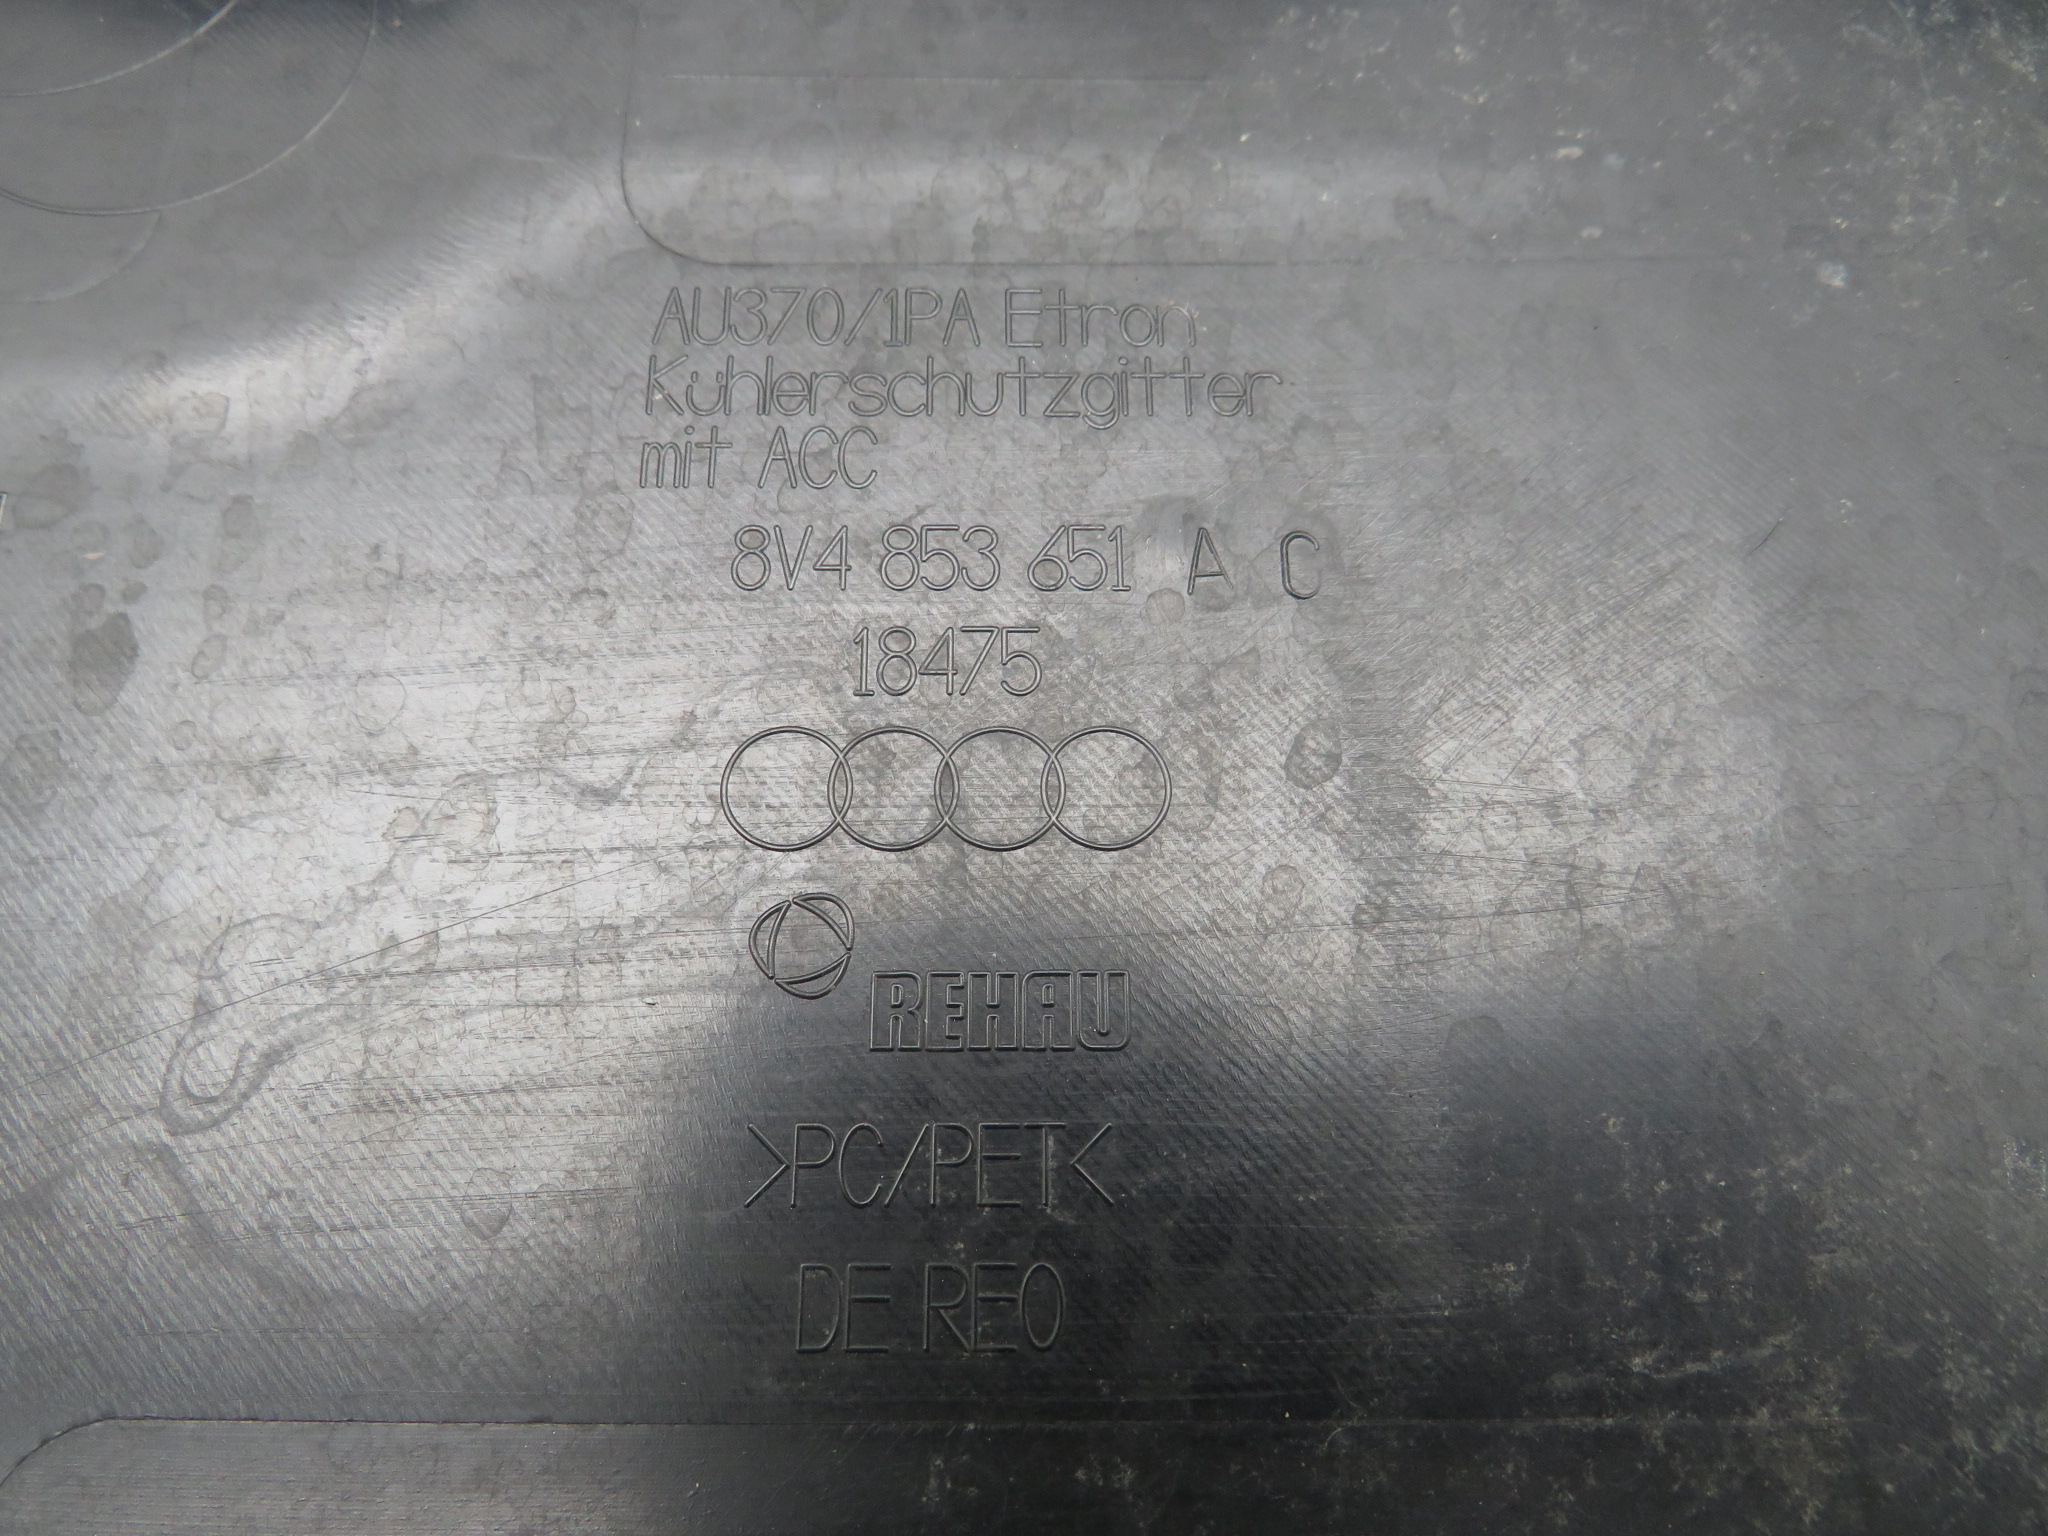 AU370/1PA Etron
Kühlerschutzgitter
mit ACC
8V4 853 651 A C
18475
REHAU
>PC/PET<
DE REO